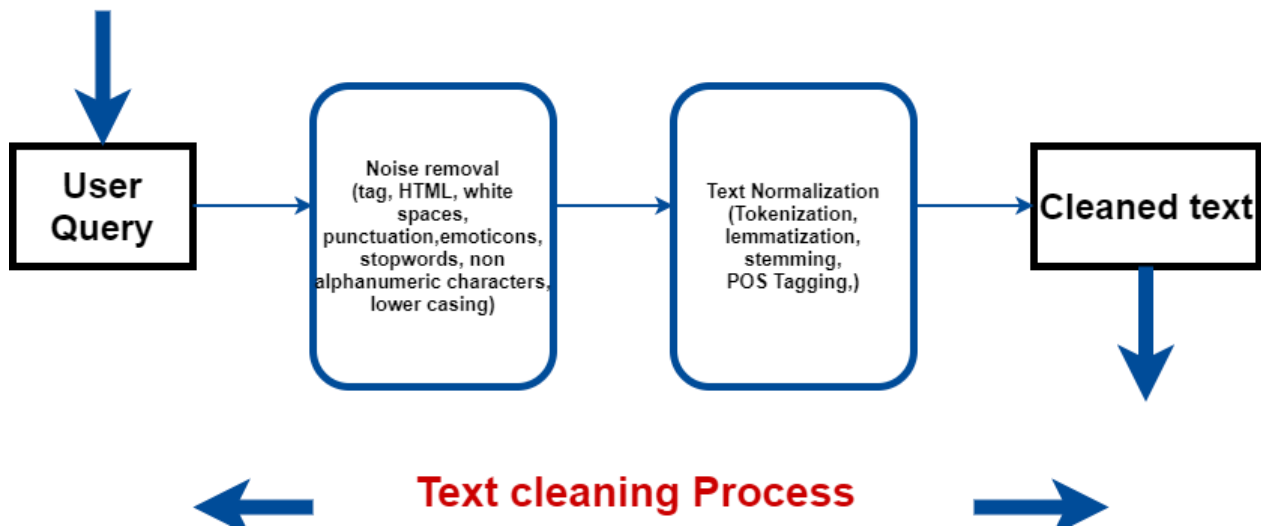 User
Query
Noise removal
(tag, HTML, white
spaces,
punctuation,emoticons,
stopwords, non
alphanumeric characters,
lower casing)
Text Normalization
(Tokenization,
lemmatization,
stemming,
POS Tagging,)
Cleaned text
Text cleaning Process